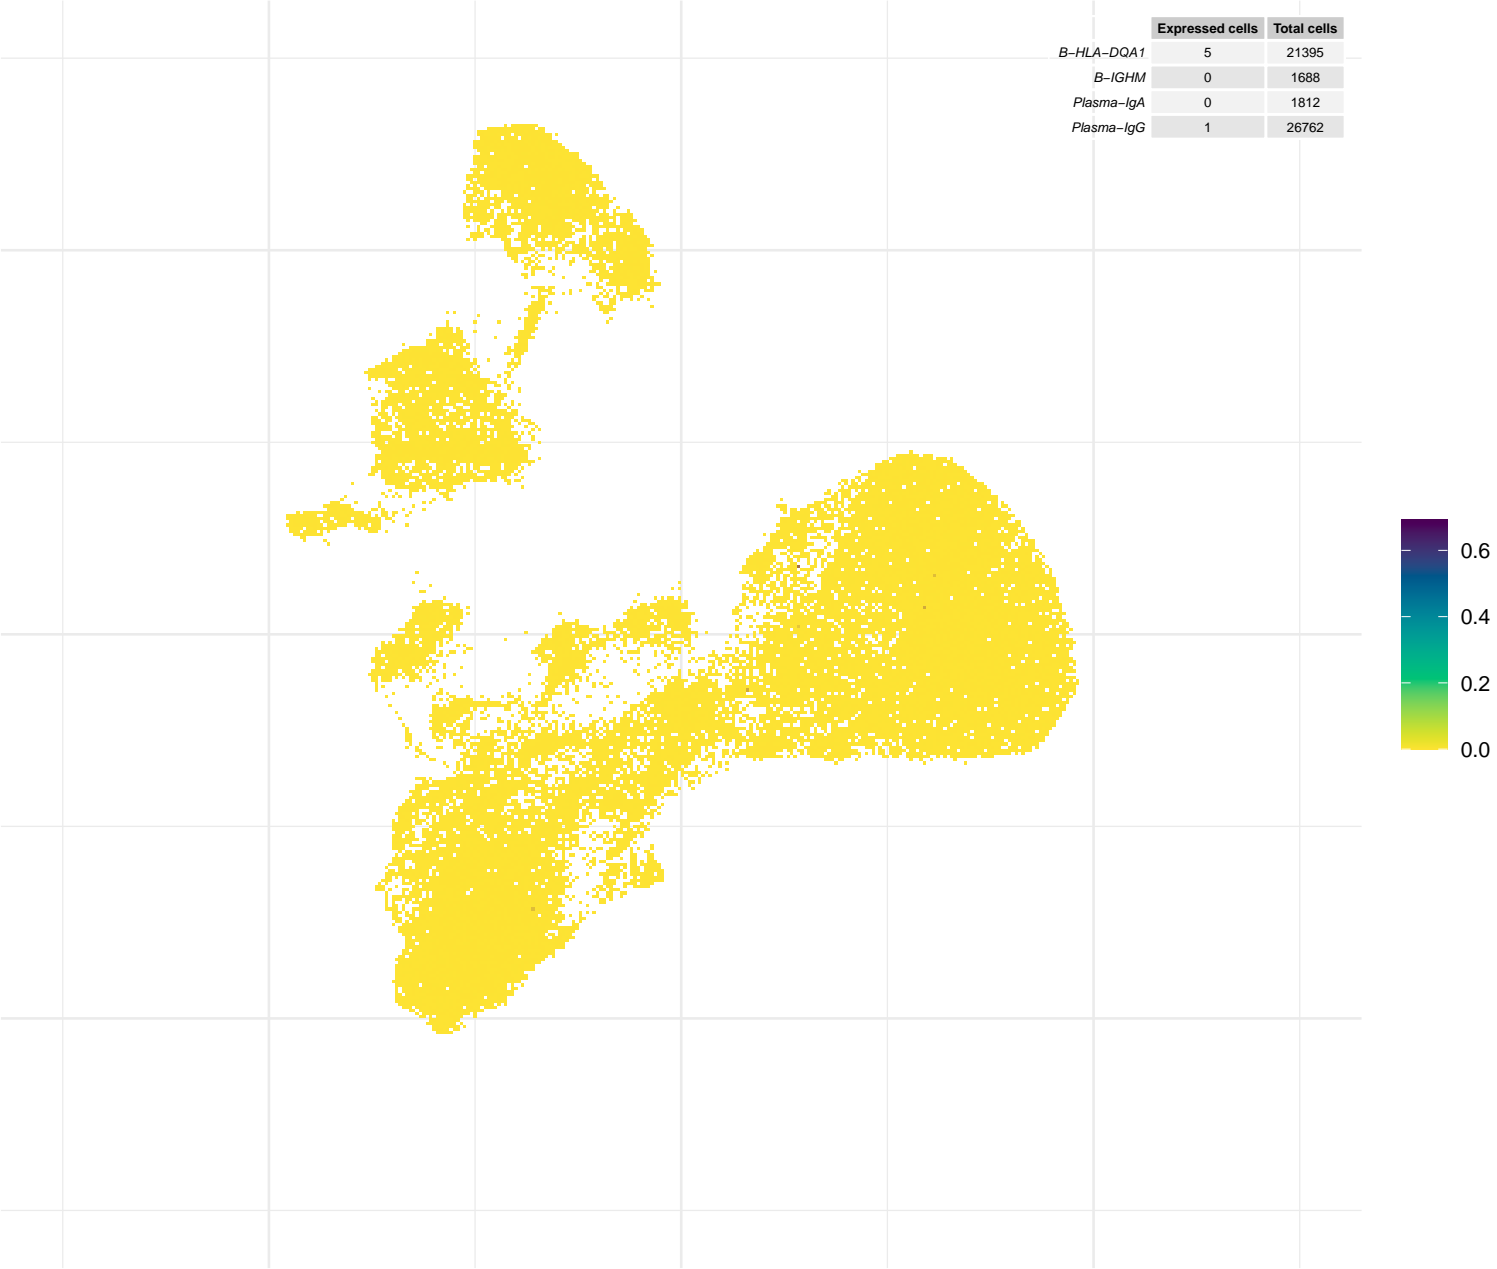 Expressed cells Total cells
B−HLA−DQA1 5 21395
B−IGHM 0 1688
Plasma−IgA 0 1812
Plasma−IgG 1 26762
0.6
0.4
0.2
0.0